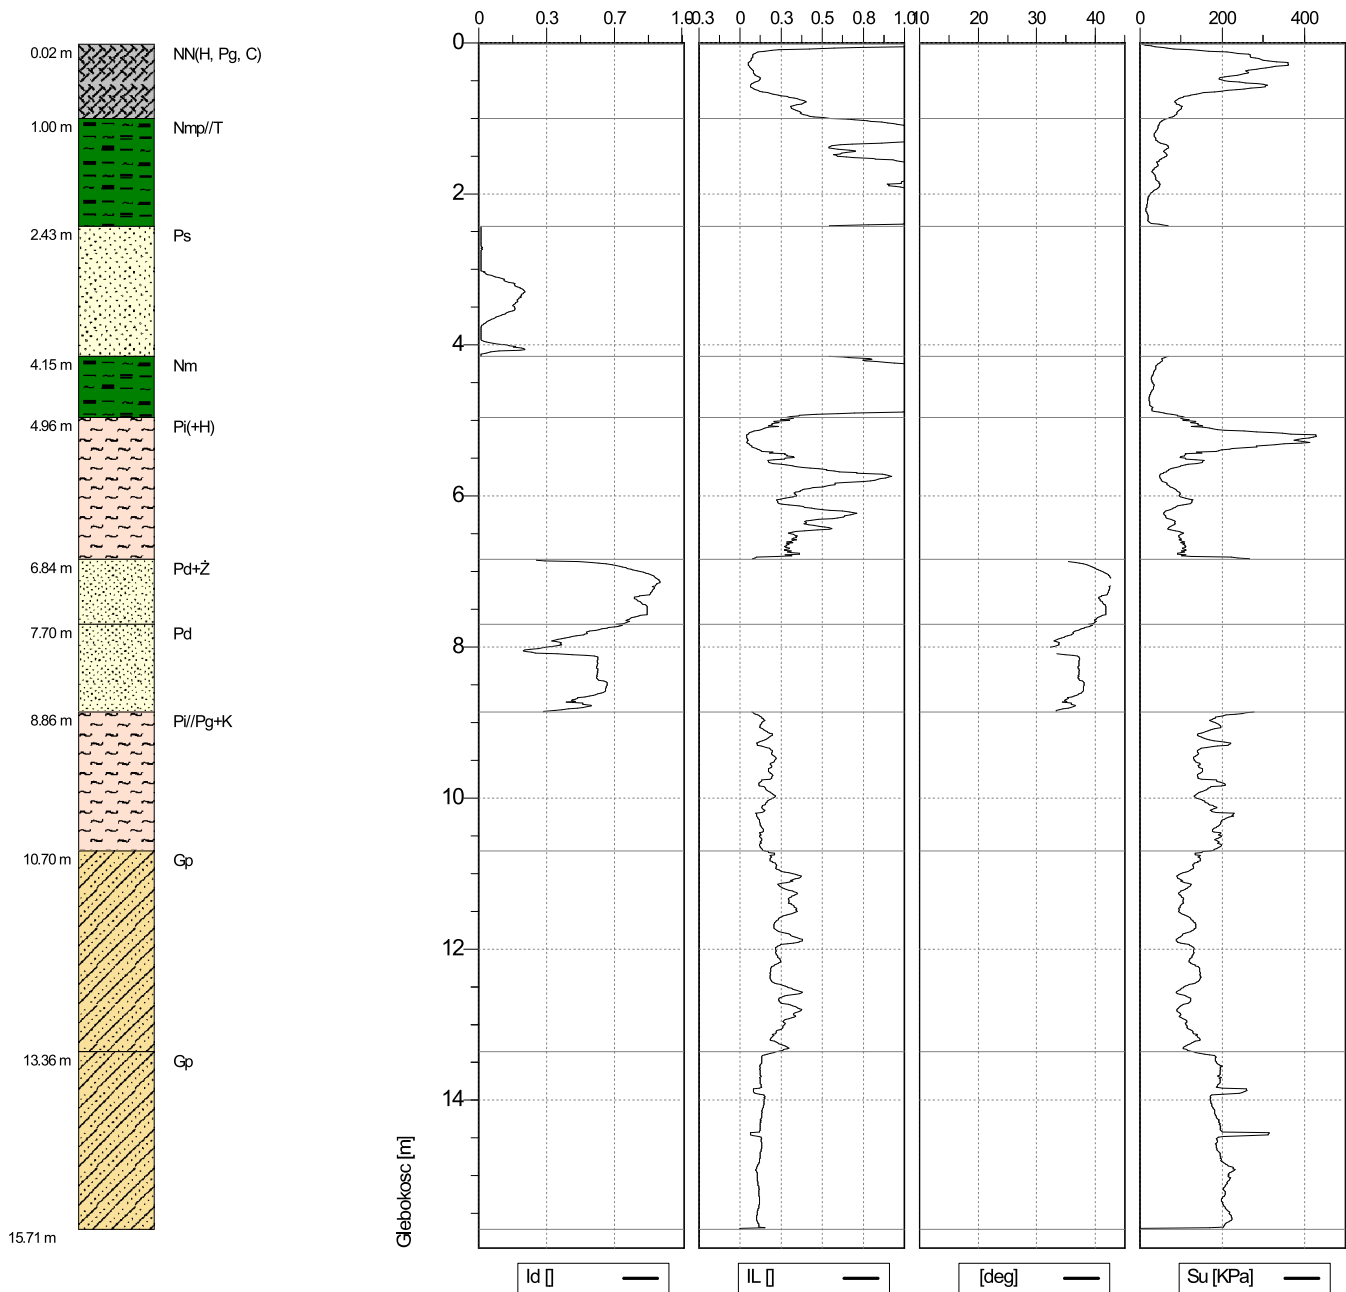 0 0.3 0.7 1.0
-0.3 0 0.3 0.5 0.8 1.0
10 20 30 40
0 200 400
0
0.02 m NN(H, Pg, C)
1.00 m Nmp//T
2
2.43 m Ps
4
4.15 m Nm
4.96 m Pi(+H)
6
6.84 m Pd+Ż
7.70 m Pd
8
8.86 m Pi//Pg+K
10
10.70 m Gp
12
13.36 m Gp
14
15.71 m
Glebokosc [m]
Id []
IL []
[deg]
Su [KPa]